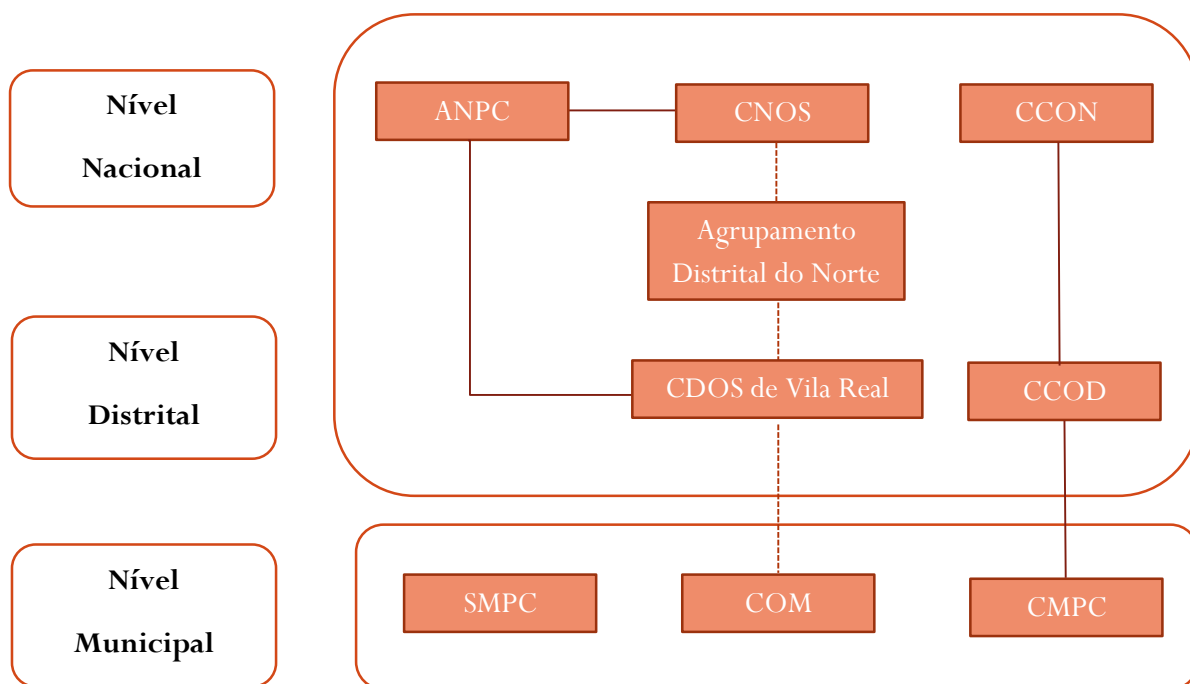 Nível
Nacional
ANPC
CNOS
CCON
Agrupamento
Distrital do Norte
Nível
Distrital
CDOS de Vila Real
CCOD
Nível
Municipal
SMPC
COM
CMPC